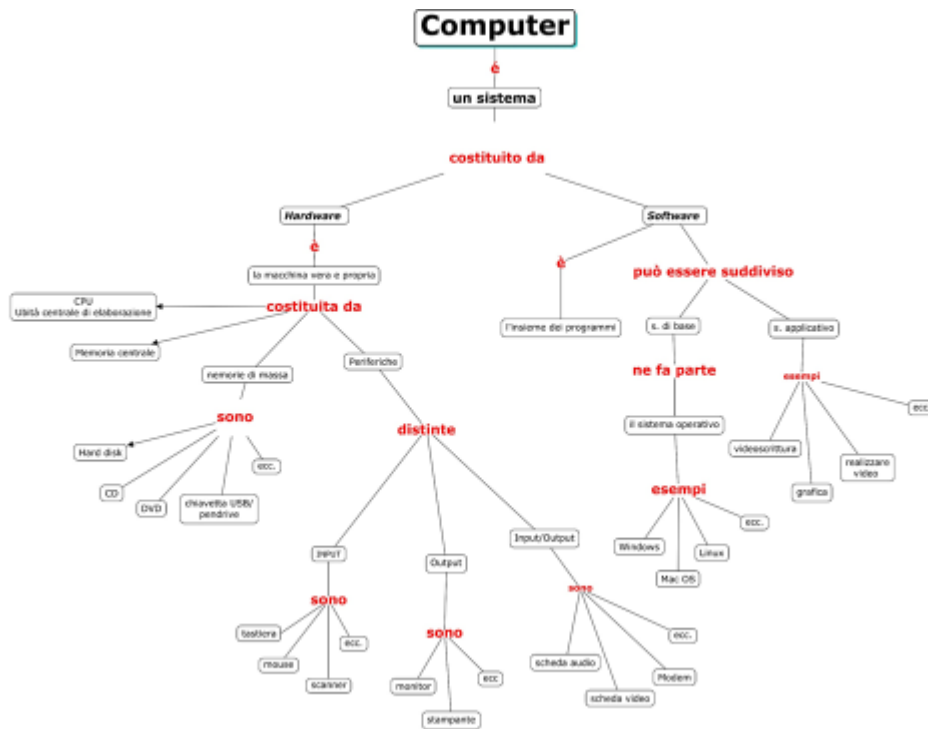 Computer
é
un sistema
costituito da
Hardware
Software
è
la macchina vera e propria
costituita da
CPU
Ubità centrale di elaborazione
Memoria centrale
nemorie di massa
Periferiche
sono
Hard disk
CD
DVD
chiavetta USB/
pendrive
ecc.
distinte
INPUT
Output
Input/Output
sono
tastiera
mouse
scanner
ecc.
sono
monitor
stampante
ecc
sono
scheda audio
scheda video
Modem
ecc.
è
l'insieme dei programmi
può essere suddiviso
s. di base
s. applicativo
ne fa parte
il sistema operativo
esempi
Windows
Mac OS
Linux
ecc.
esempi
videoscrittura
grafica
realizzare
video
ecc